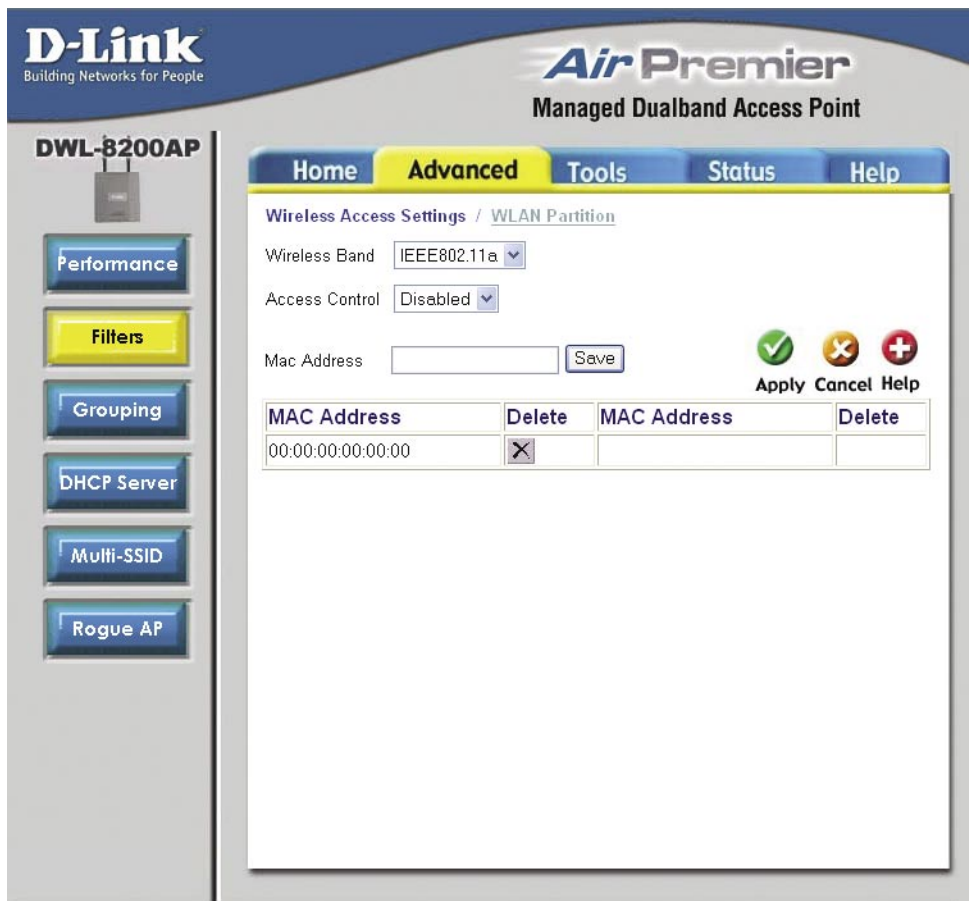 D-Link
Building Networks for People
Air Premier
Managed Dualband Access Point
DWL-8200AP
Home Advanced Tools Status Help
Wireless Access Settings / WLAN Partition
Performance
Wireless Band IEEE802.11a
Access Control Disabled
Filters
Mac Address Save
Apply Cancel Help
Grouping
MAC Address Delete MAC Address Delete
00:00:00:00:00:00 X
DHCP Server
Multi-SSID
Rogue AP